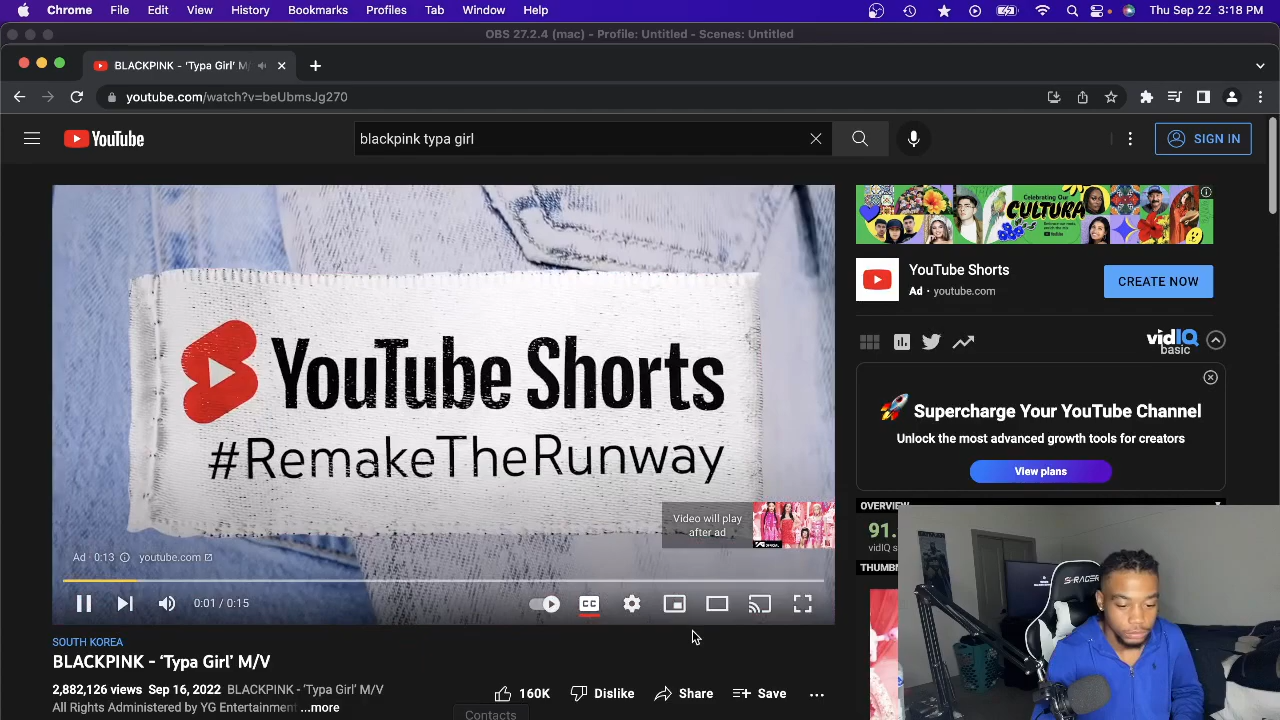 Chrome File Edit View History Bookmarks Profiles Tab Window Help Thu Sep 22 3:18 PM
OBS 27.2.4 (mac) - Profile: Untitled - Scenes: Untitled
BLACKPINK - ‘Typa Girl’ M/
youtube.com/watch?v=beUbmsJg270
YouTube
blackpink typa girl
SIGN IN
YouTube Shorts
#RemakeTheRunway
Video will play
after ad
Ad · 0:13 youtube.com
0:01 / 0:15
CC
SOUTH KOREA
BLACKPINK - ‘Typa Girl’ M/V
2,882,126 views Sep 16, 2022 BLACKPINK - ‘Typa Girl’ M/V
160K Dislike Share Save
All Rights Administered by YG Entertainment ...more
Contacts
Celebrating Our
CULTURA
YouTube Shorts
Ad · youtube.com
CREATE NOW
vidIQ
basic
Supercharge Your YouTube Channel
Unlock the most advanced growth tools for creators
View plans
OVERVIEW
91.
vidIQ s
THUMBN
S-RACER